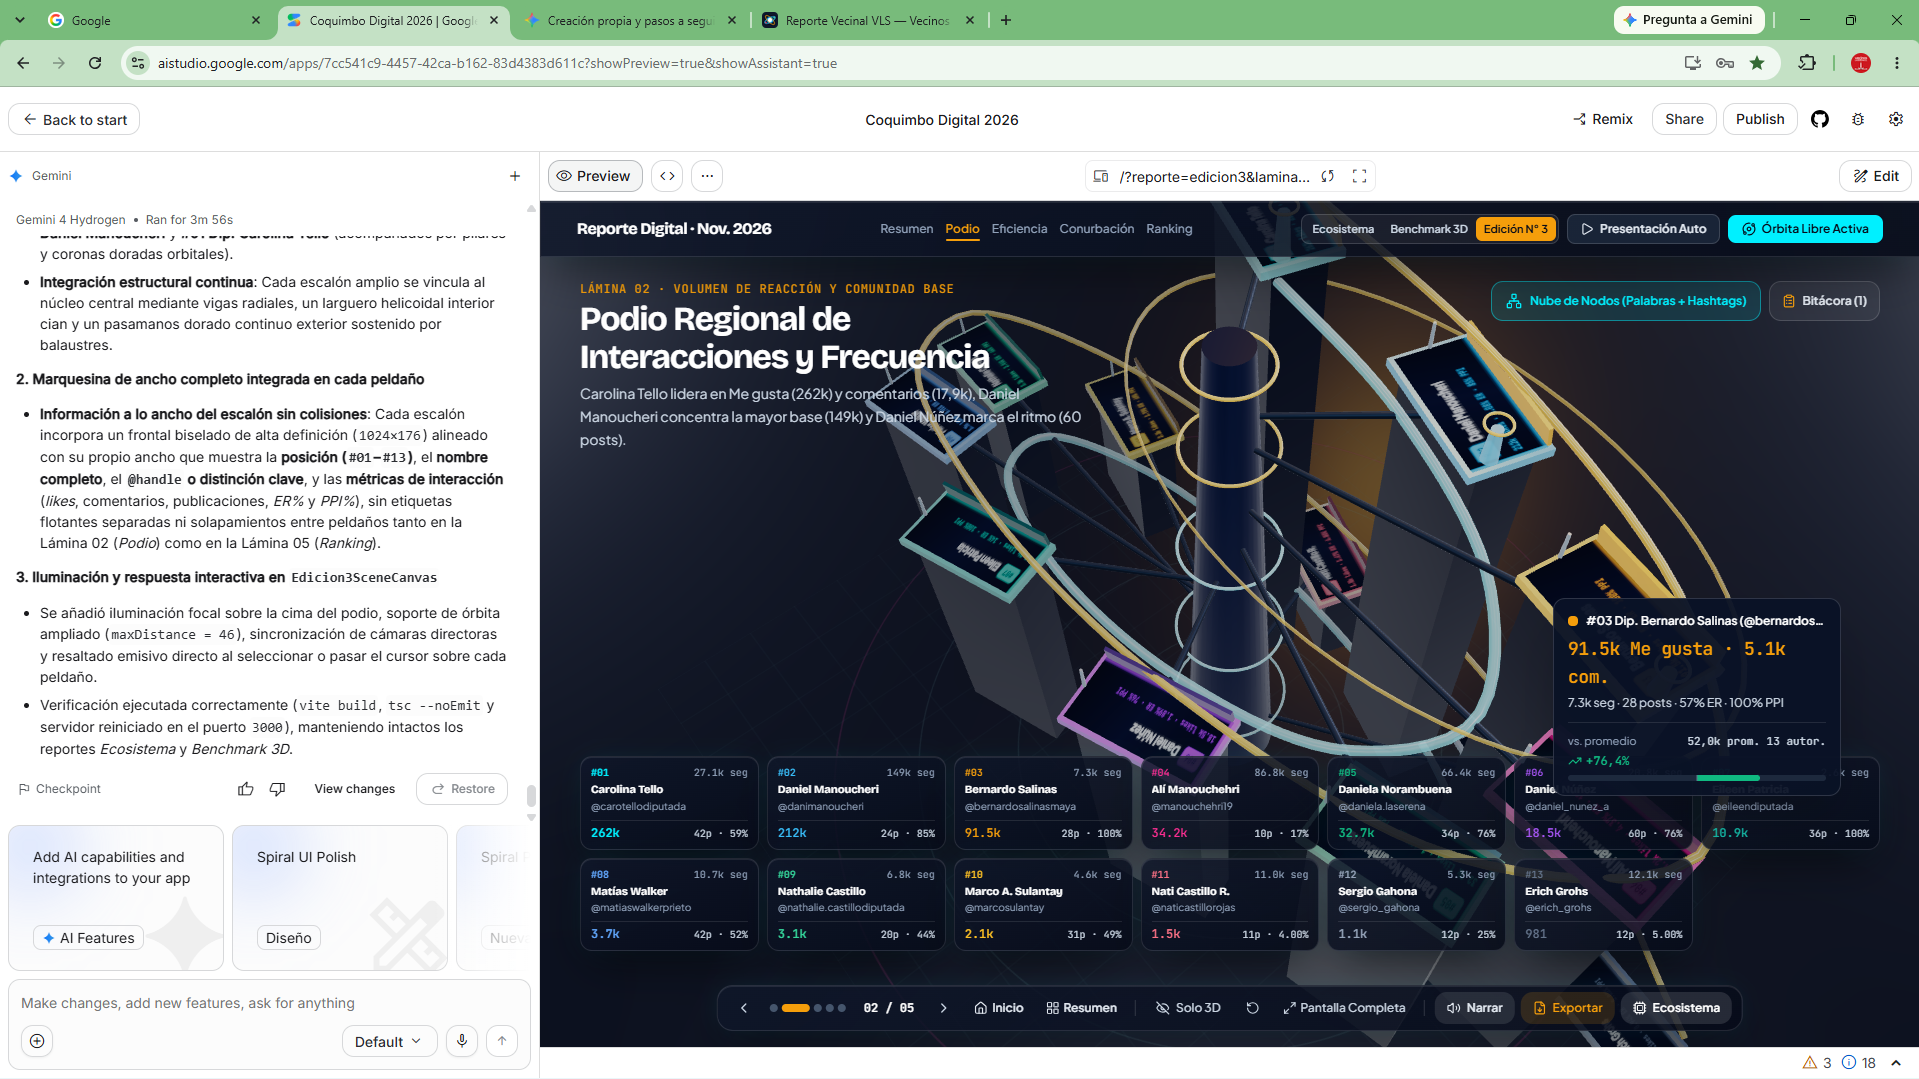 Google
Coquimbo Digital 2026 | Google
Creación propia y pasos a segu
Reporte Vecinal VLS — Vecinos
Pregunta a Gemini
aistudio.google.com/apps/7cc541c9-4457-42ca-b162-83d4383d611c?showPreview=true&showAssistant=true
Back to start
Coquimbo Digital 2026
Remix
Share
Publish
Gemini
Preview
/?reporte=edicion3&lamina...
Edit
Gemini 4 Hydrogen • Ran for 3m 56s
Daniel Manoucheri y #01 Dip. Carolina Tello (acompañados por pilares
y coronas doradas orbitales).
Integración estructural continua: Cada escalón amplio se vincula al
núcleo central mediante vigas radiales, un larguero helicoidal interior
cian y un pasamanos dorado continuo exterior sostenido por
balaustres.
2. Marquesina de ancho completo integrada en cada peldaño
Información a lo ancho del escalón sin colisiones: Cada escalón
incorpora un frontal biselado de alta definición (1024×176) alineado
con su propio ancho que muestra la posición (#01–#13), el nombre
completo, el @handle o distinción clave, y las métricas de interacción
(likes, comentarios, publicaciones, ER% y PPI%), sin etiquetas
flotantes separadas ni solapamientos entre peldaños tanto en la
Lámina 02 (Podio) como en la Lámina 05 (Ranking).
3. Iluminación y respuesta interactiva en Edicion3SceneCanvas
Se añadió iluminación focal sobre la cima del podio, soporte de órbita
ampliado (maxDistance = 46), sincronización de cámaras directoras
y resaltado emisivo directo al seleccionar o pasar el cursor sobre cada
peldaño.
Verificación ejecutada correctamente (vite build, tsc --noEmit y
servidor reiniciado en el puerto 3000), manteniendo intactos los
reportes Ecosistema y Benchmark 3D.
Checkpoint
View changes
Restore
Add AI capabilities and
integrations to your app
AI Features
Spiral UI Polish
Diseño
Spiral
Nuev
Make changes, add new features, ask for anything
Default
Reporte Digital · Nov. 2026
Resumen
Podio
Eficiencia
Conurbación
Ranking
Ecosistema
Benchmark 3D
Edición N° 3
Presentación Auto
Órbita Libre Activa
LÁMINA 02 · VOLUMEN DE REACCIÓN Y COMUNIDAD BASE
Podio Regional de
Interacciones y Frecuencia
Carolina Tello lidera en Me gusta (262k) y comentarios (17,9k), Daniel
Manoucheri concentra la mayor base (149k) y Daniel Núñez marca el ritmo (60
posts).
Nube de Nodos (Palabras + Hashtags)
Bitácora (1)
Daniel Manoucheri
Eileen Patricia
Daniel Núñez
#03 Dip. Bernardo Salinas (@bernardos...
91.5k Me gusta · 5.1k
com.
7.3k seg · 28 posts · 57% ER · 100% PPI
vs. promedio
52,0k prom. 13 autor.
+76,4%
#01 27.1k seg
Carolina Tello
@carotellodiputada
262k 42p · 59%
#02 149k seg
Daniel Manoucheri
@danimanoucheri
212k 24p · 85%
#03 7.3k seg
Bernardo Salinas
@bernardosalinasmaya
91.5k 28p · 100%
#04 86.8k seg
Alí Manouchehri
@manouchehri19
34.2k 10p · 17%
#05 66.4k seg
Daniela Norambuena
@daniela.laserena
32.7k 34p · 76%
#06
Daniel Núñez
@daniel_nunez_a
18.5k 60p · 76%
k seg
Eileen Patricia
@eileendiputada
10.9k 36p · 100%
#08 10.7k seg
Matías Walker
@matiaswalkerprieto
3.7k 42p · 52%
#09 6.8k seg
Nathalie Castillo
@nathalie.castillodiputada
3.1k 20p · 44%
#10 4.6k seg
Marco A. Sulantay
@marcosulantay
2.1k 31p · 49%
#11 11.0k seg
Nati Castillo R.
@naticastillorojas
1.5k 11p · 4.00%
#12 5.3k seg
Sergio Gahona
@sergio_gahona
1.1k 12p · 25%
#13 12.1k seg
Erich Grohs
@erich_grohs
981 12p · 5.00%
02 / 05
Inicio
Resumen
Solo 3D
Pantalla Completa
Narrar
Exportar
Ecosistema
3
18